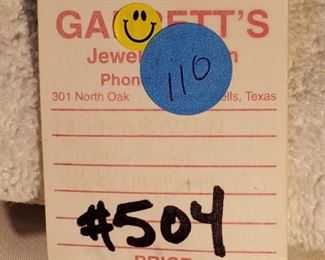 GA ETT'S
Jewel n
Phone
110
301 North Oak ells, Texas
#504
PRICE